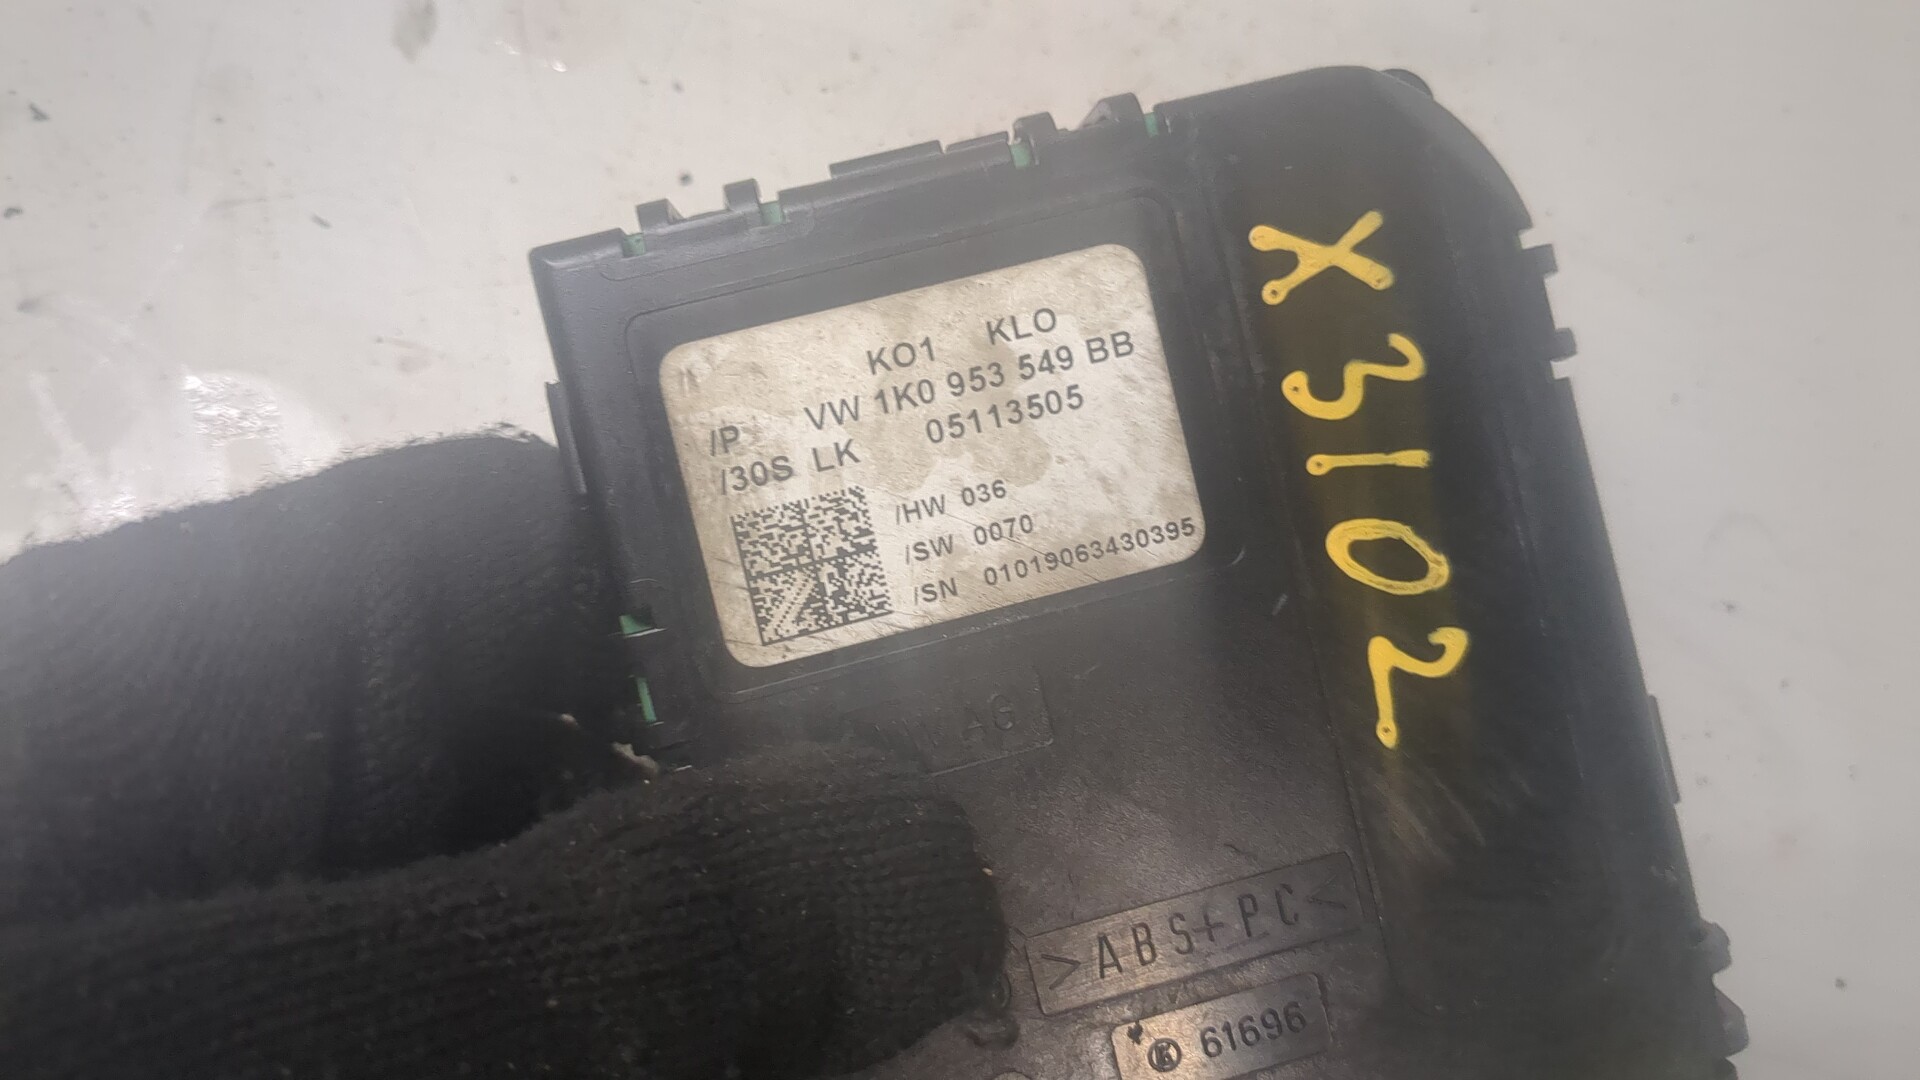 KO1 KLO
/P VW 1K0 953 549 BB
/30S LK 05113505
/HW 036
/SW 0070
/SN 01019063430395
X3102
AG
>ABS+PC<
K 61696